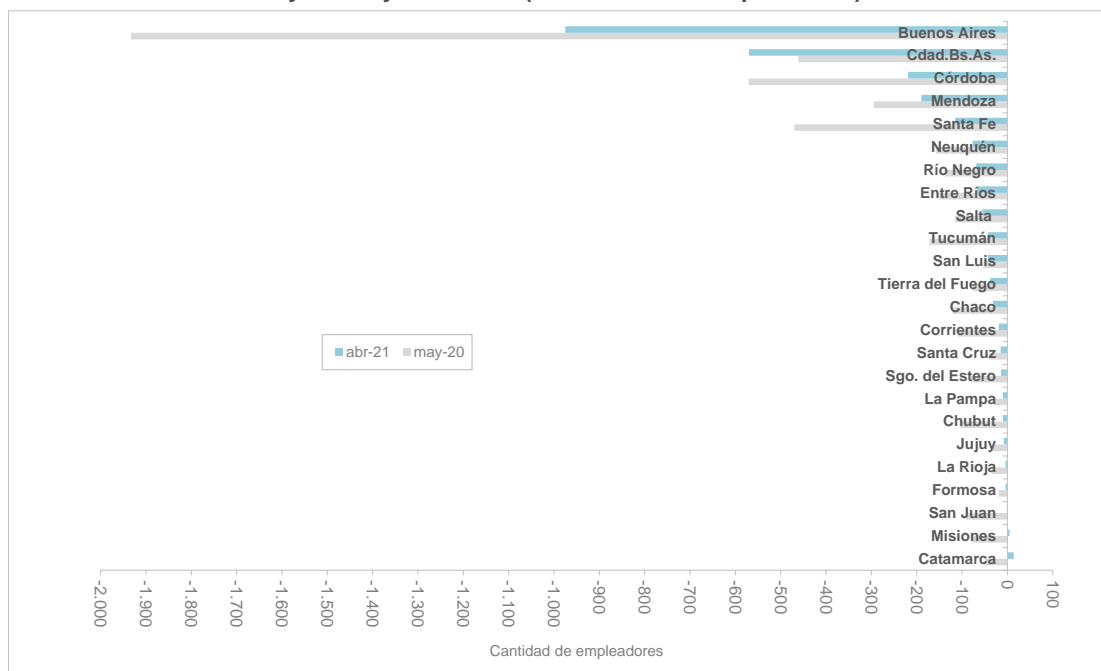 Buenos Aires
Cdad.Bs.As.
Córdoba
Mendoza
Santa Fe
Neuquén
Río Negro
Entre Ríos
Salta
Tucumán
San Luis
Tierra del Fuego
Chaco
Corrientes
abr-21 may-20
Santa Cruz
Sgo. del Estero
La Pampa
Chubut
Jujuy
La Rioja
Formosa
San Juan
Misiones
Catamarca
-2.000 -1.900 -1.800 -1.700 -1.600 -1.500 -1.400 -1.300 -1.200 -1.100 -1.000 -900 -800 -700 -600 -500 -400 -300 -200 -100 0 100
Cantidad de empleadores